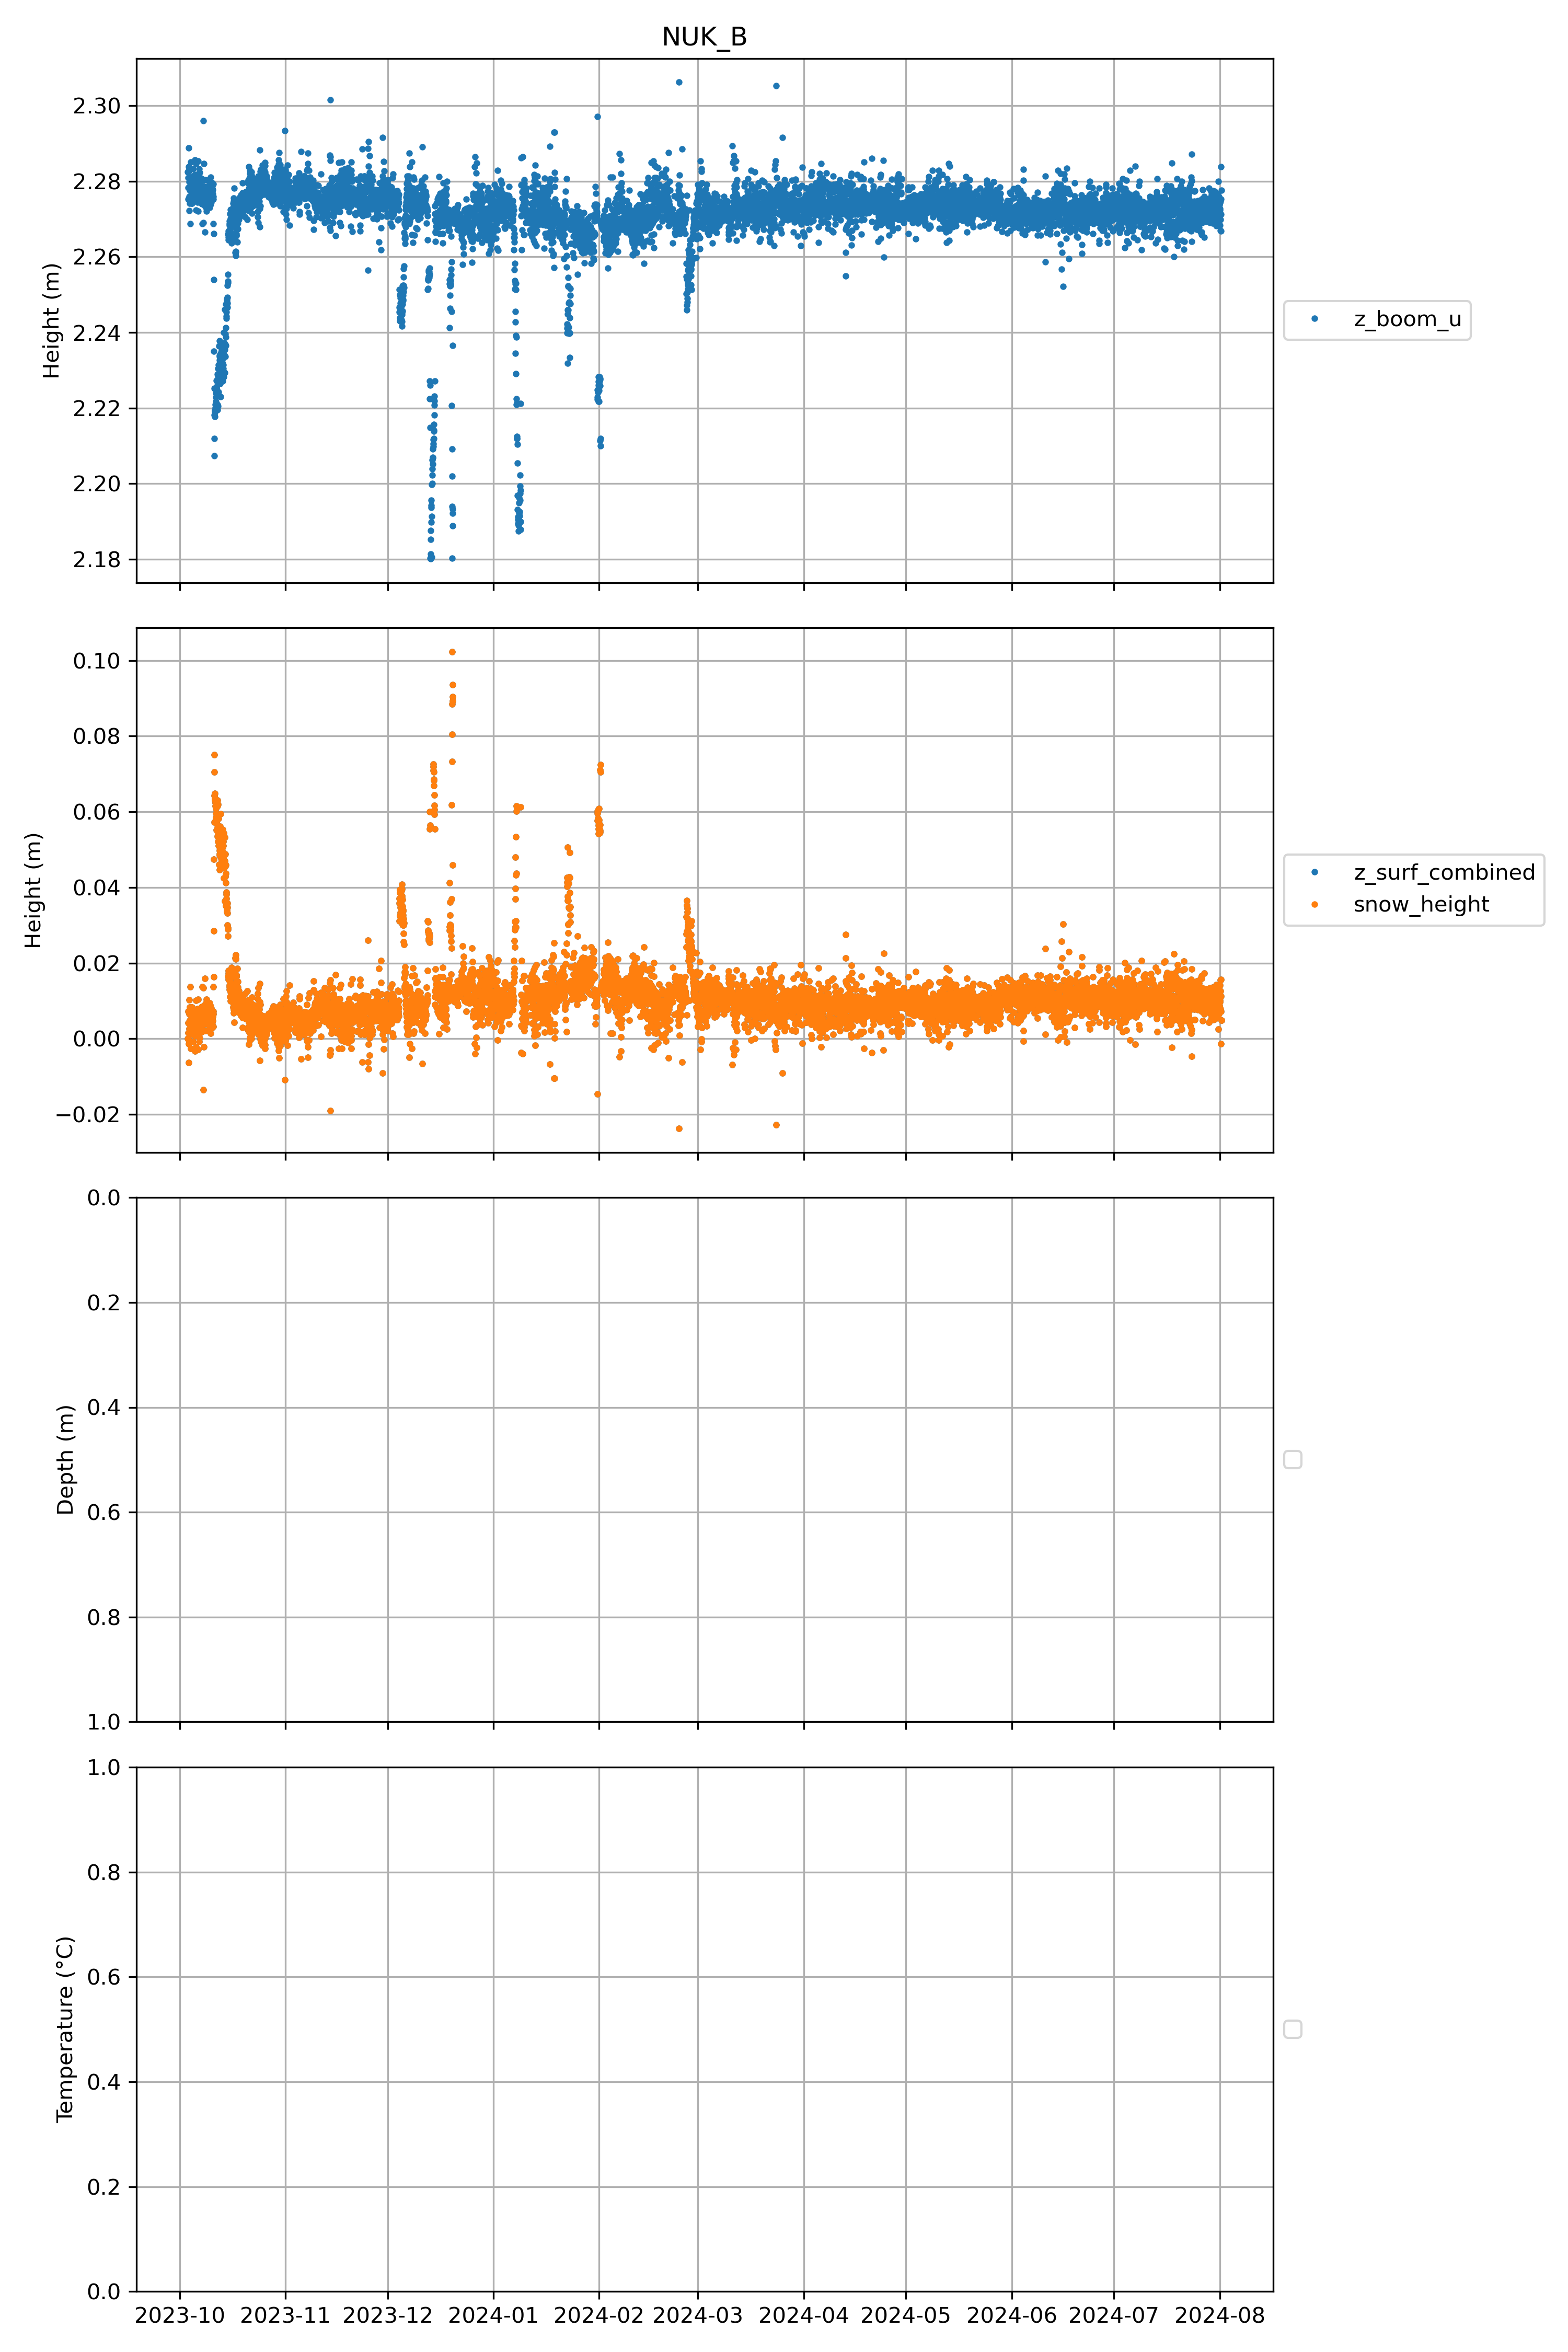 NUK_B
2.30
2.28
2.26
2.24
2.22
2.20
2.18
Height (m)
z_boom_u
0.10
0.08
0.06
0.04
0.02
0.00
−0.02
Height (m)
z_surf_combined
snow_height
0.0
0.2
0.4
0.6
0.8
1.0
Depth (m)
1.0
0.8
0.6
0.4
0.2
0.0
Temperature (°C)
2023-10 2023-11 2023-12 2024-01 2024-02 2024-03 2024-04 2024-05 2024-06 2024-07 2024-08